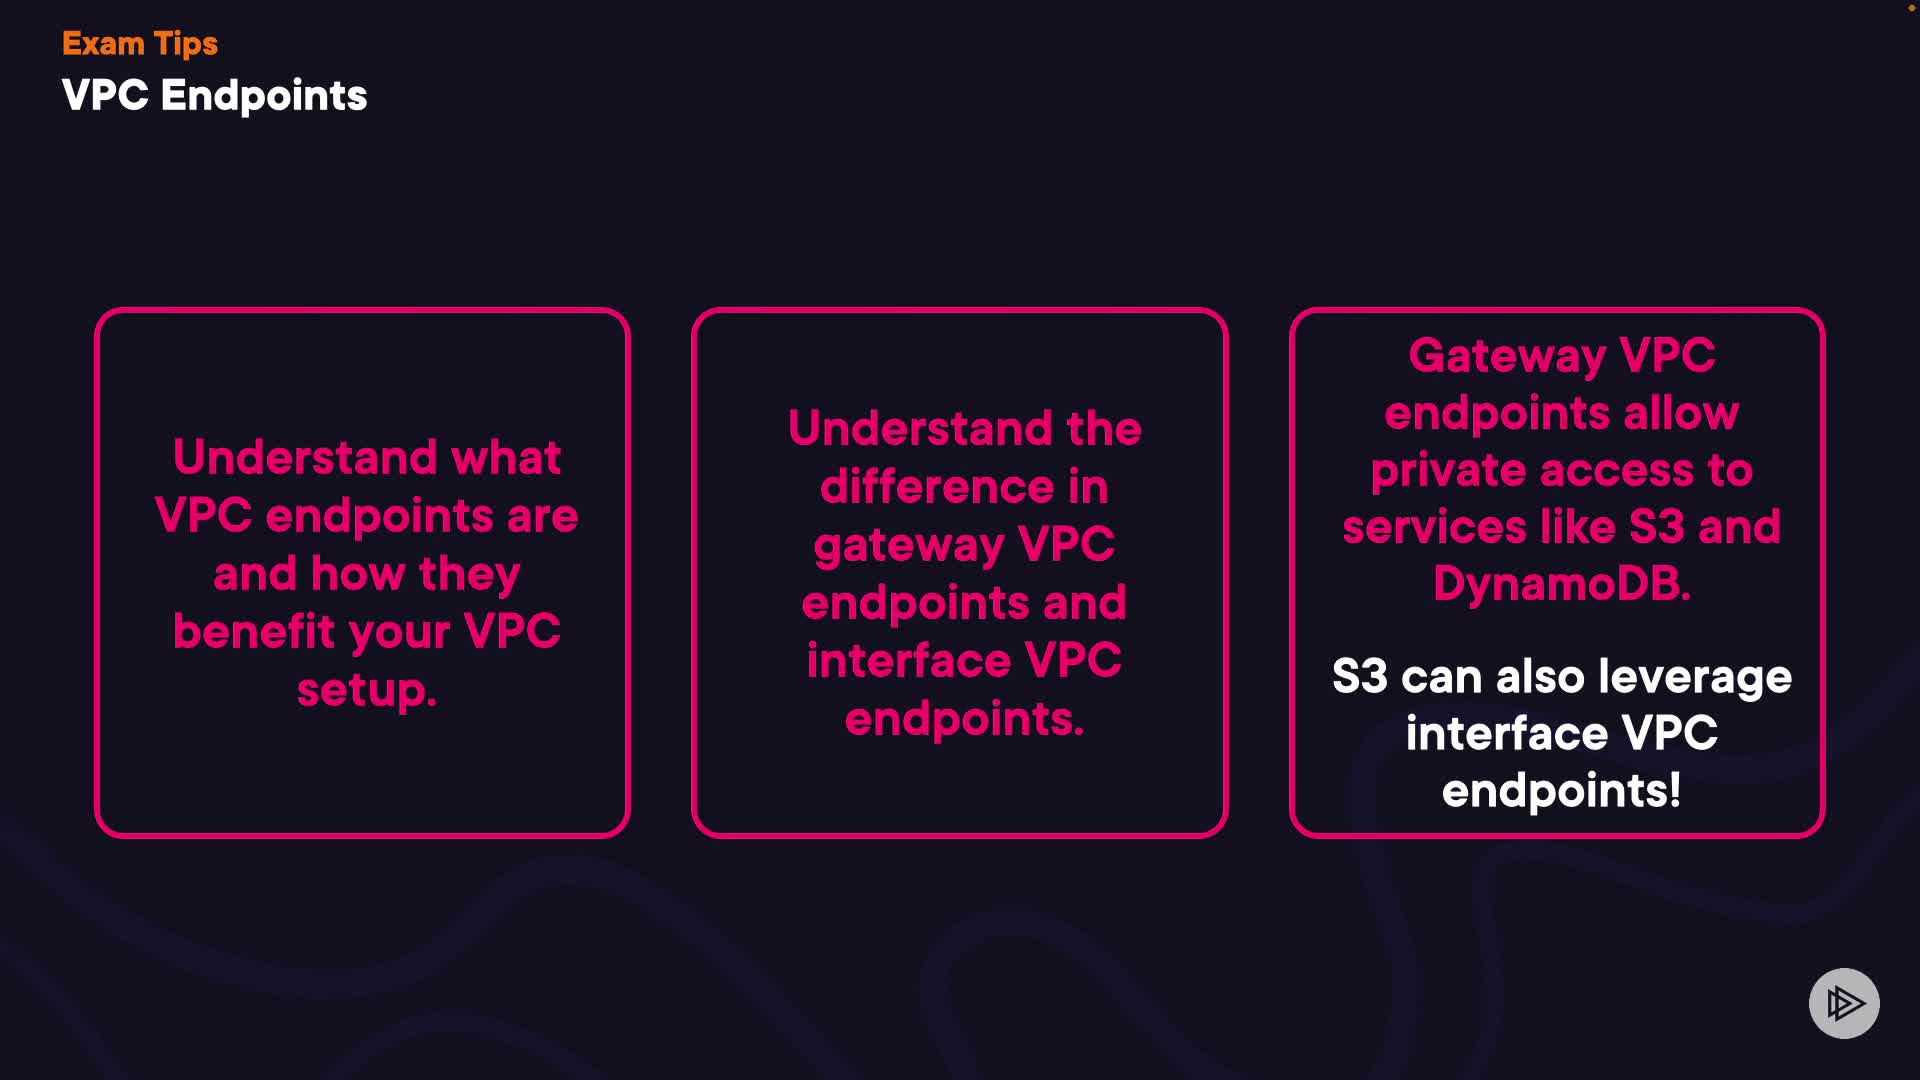 Exam Tips
VPC Endpoints
Understand what
VPC endpoints are
and how they
benefit your VPC
setup.
Understand the
difference in
gateway VPC
endpoints and
interface VPC
endpoints.
Gateway VPC
endpoints allow
private access to
services like S3 and
DynamoDB.
S3 can also leverage
interface VPC
endpoints!